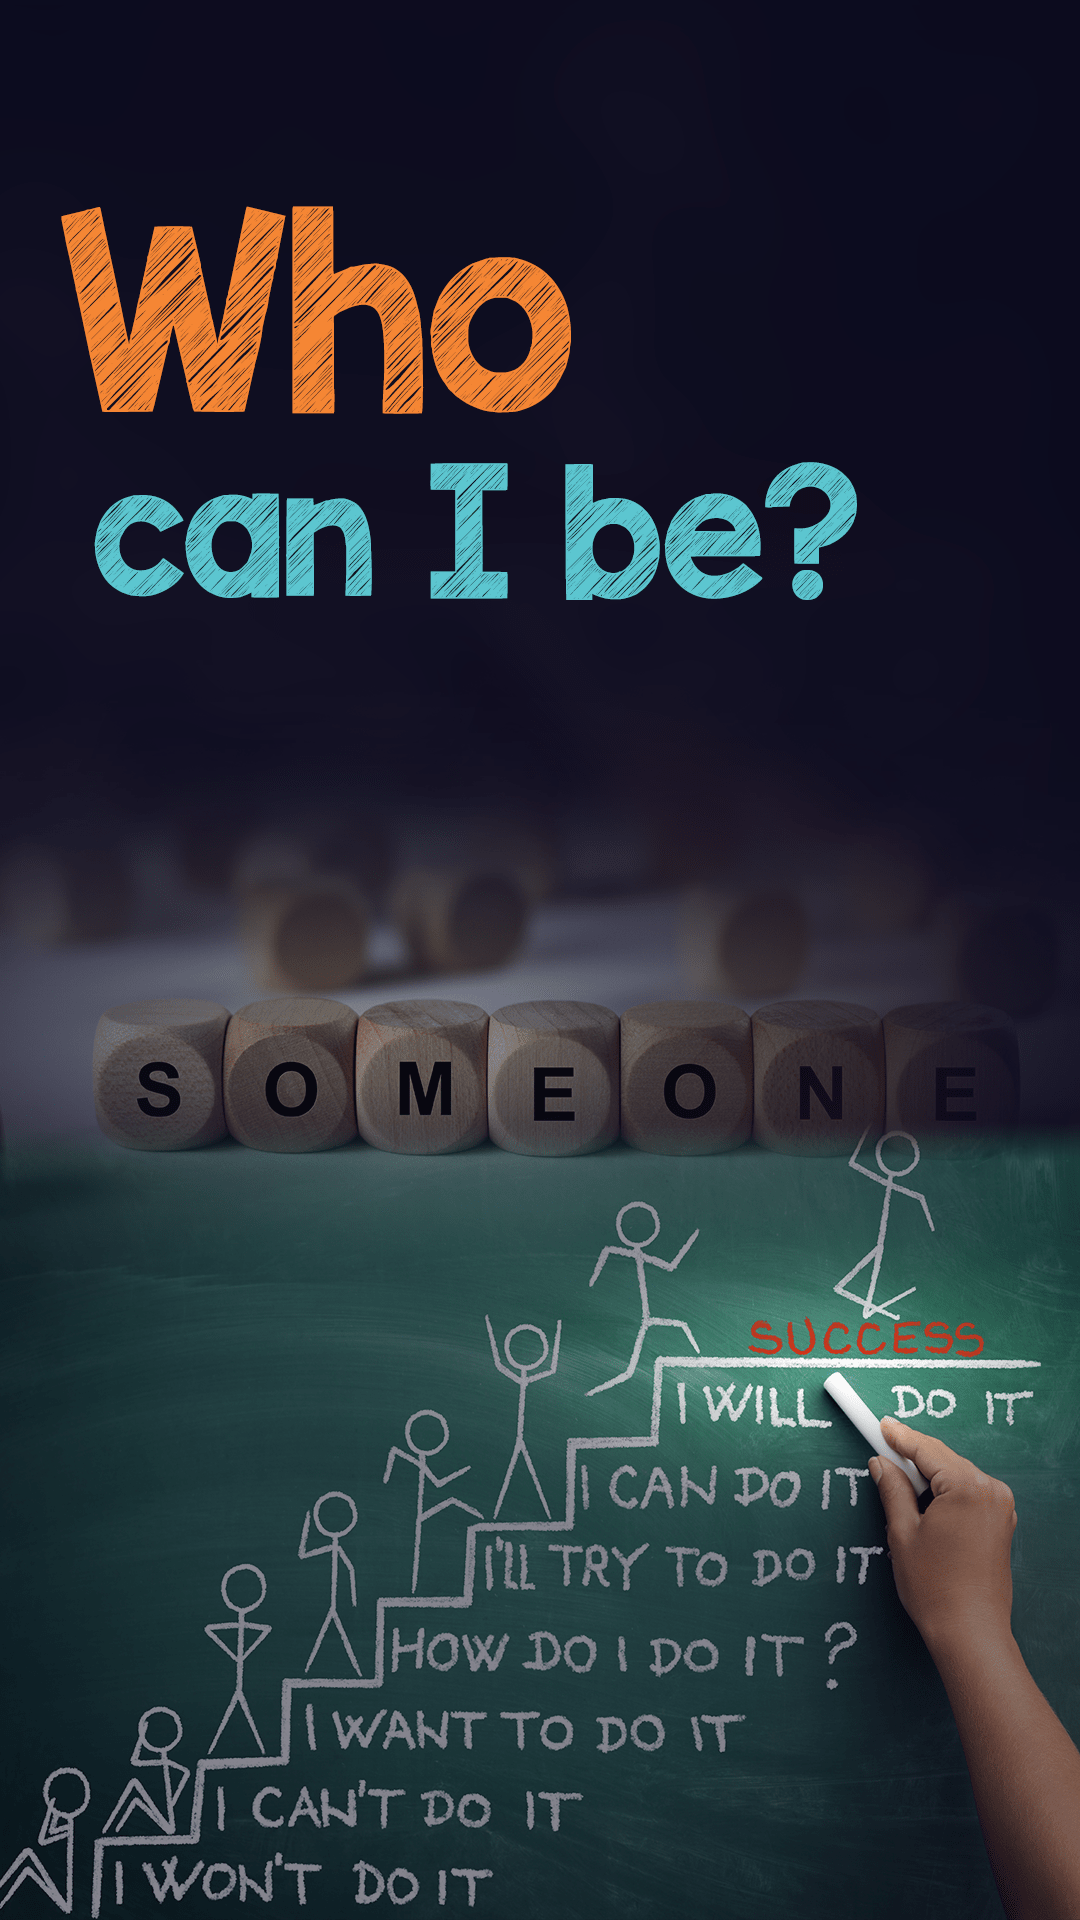 Who
can I be?
SOMEONE
SUCCESS
I WILL DO IT
I CAN DO IT
I'LL TRY TO DO IT
HOW DO I DO IT?
I WANT TO DO IT
I CAN'T DO IT
I WON'T DO IT